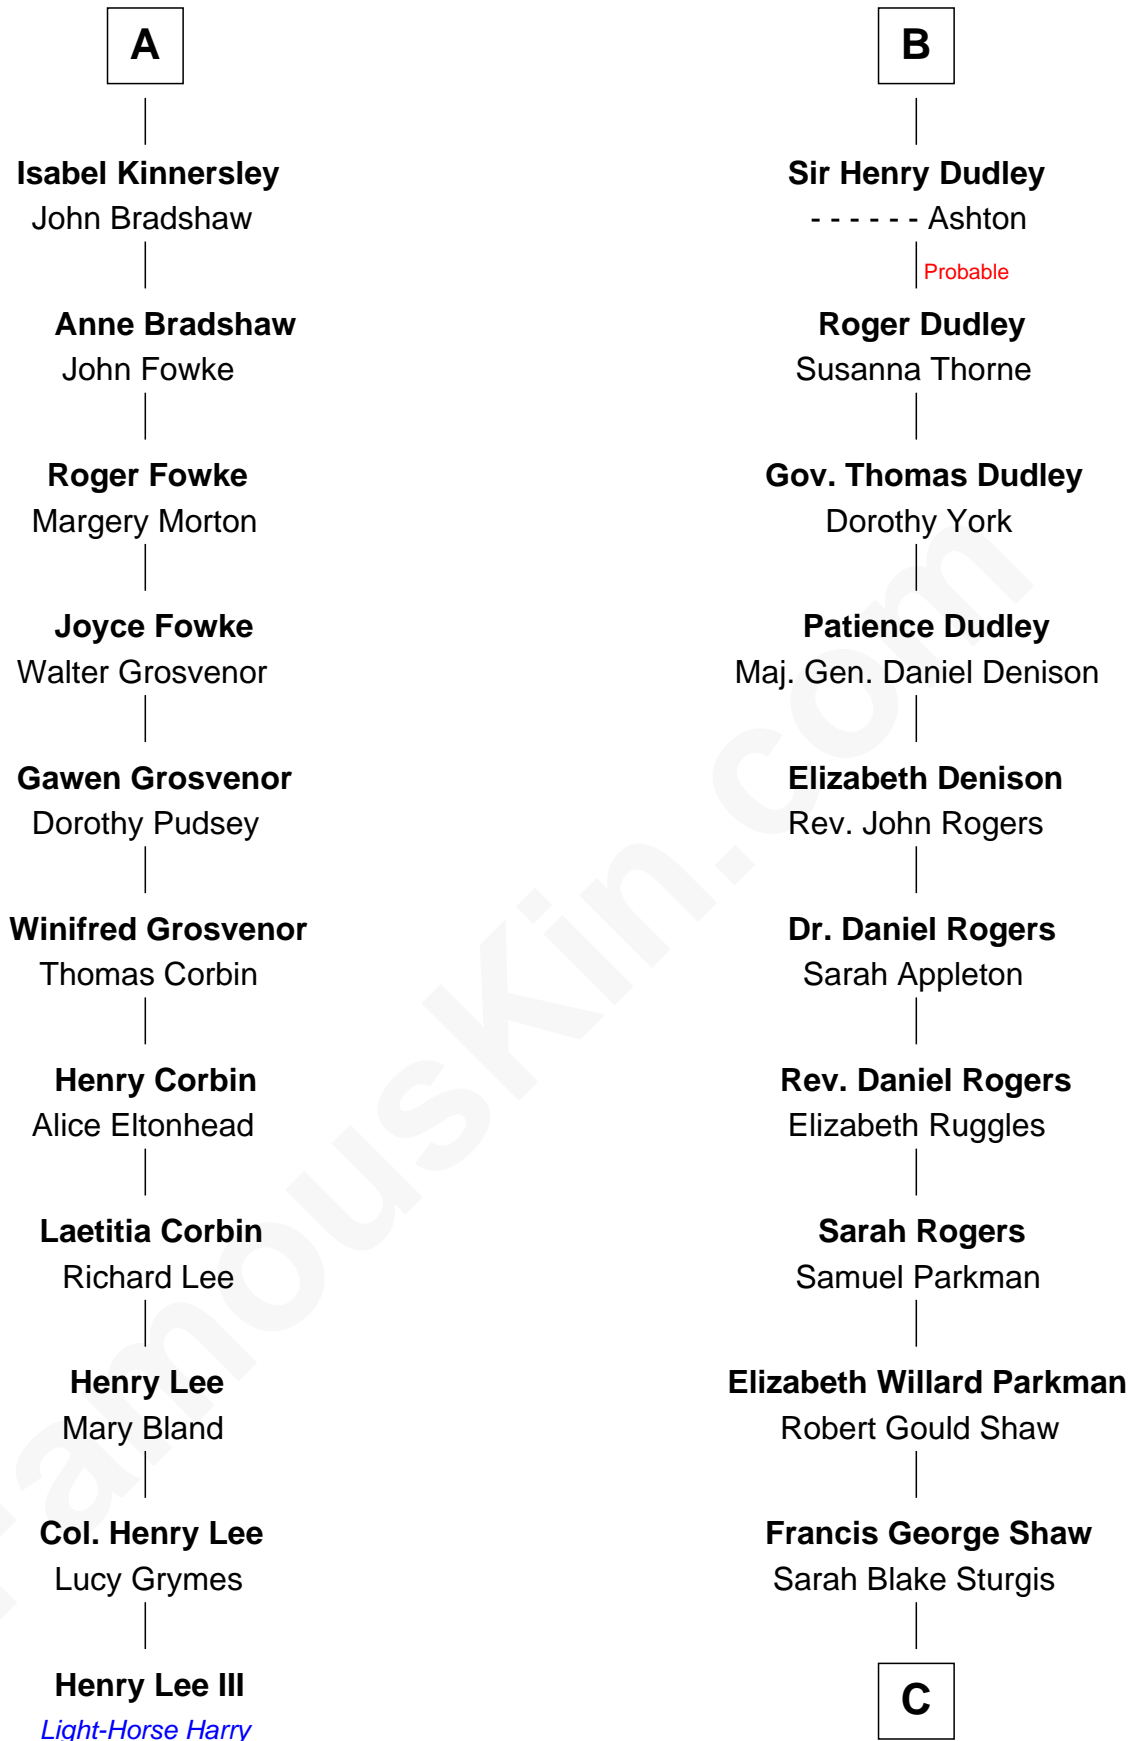 A
Isabel Kinnersley
John Bradshaw
Anne Bradshaw
John Fowke
Roger Fowke
Margery Morton
Joyce Fowke
Walter Grosvenor
Gawen Grosvenor
Dorothy Pudsey
Winifred Grosvenor
Thomas Corbin
Henry Corbin
Alice Eltonhead
Laetitia Corbin
Richard Lee
Henry Lee
Mary Bland
Col. Henry Lee
Lucy Grymes
Henry Lee III
Light-Horse Harry
B
Sir Henry Dudley
- - - - - - Ashton
Probable
Roger Dudley
Susanna Thorne
Gov. Thomas Dudley
Dorothy York
Patience Dudley
Maj. Gen. Daniel Denison
Elizabeth Denison
Rev. John Rogers
Dr. Daniel Rogers
Sarah Appleton
Rev. Daniel Rogers
Elizabeth Ruggles
Sarah Rogers
Samuel Parkman
Elizabeth Willard Parkman
Robert Gould Shaw
Francis George Shaw
Sarah Blake Sturgis
C
FamousKin.com